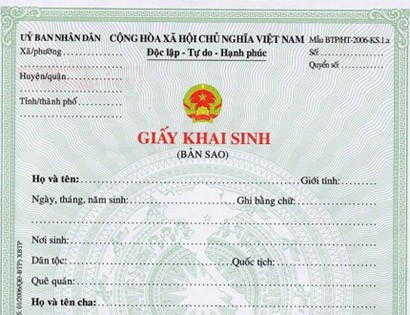 ỦY BAN NHÂN DÂN CỘNG HÒA XÃ HỘI CHỦ NGHĨA VIỆT NAM Mẫu BTP/HT-2006-KS.1.a
Xã/phường Độc lập - Tự do - Hạnh phúc Số:
Quyển số:
Huyện/quận:
Tỉnh/thành phố:
GIẤY KHAI SINH
(BẢN SAO)
Họ và tên: Giới tính:
Ngày, tháng, năm sinh: Ghi bằng chữ:
Nơi sinh:
Dân tộc: Quốc tịch:
Quê quán:
Họ và tên cha: